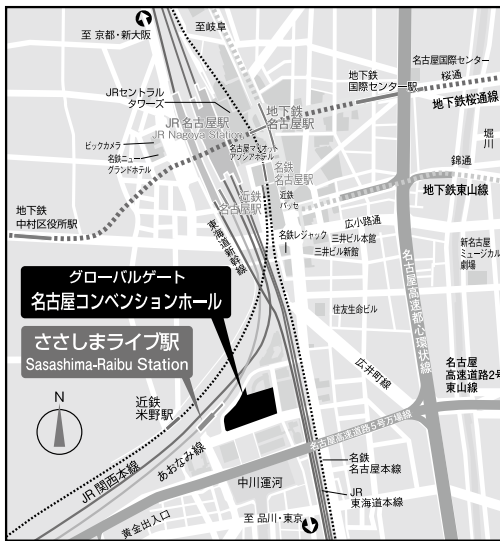 至 京都・新大阪
至岐阜
名古屋国際センター
桜通
地下鉄
国際センター駅
地下鉄桜通線
JRセントラル
タワーズ
地下鉄
名古屋駅
JR名古屋駅
JR Nagoya Station
堀
川
ビックカメラ
名鉄ニュー
グランドホテル
名古屋マリオット
アソシアホテル
名鉄
名古屋駅
錦通
地下鉄東山線
近鉄
名古屋駅
近鉄
パッセ
地下鉄
中村区役所駅
東海道新幹線
広小路通
名鉄レジャック
三井ビル本館
三井ビル新館
新名古屋
ミュージカル
劇場
名古屋高速都心環状線
グローバルゲート
名古屋コンベンションホール
住友生命ビル
ささしまライブ駅
Sasashima-Raibu Station
広井町線
名古屋
高速道路2号
東山線
N
近鉄
米野駅
名古屋高速道路5号万場線
JR関西本線
あおなみ線
名鉄
名古屋本線
中川運河
JR
東海道本線
黄金出入口
至 品川・東京